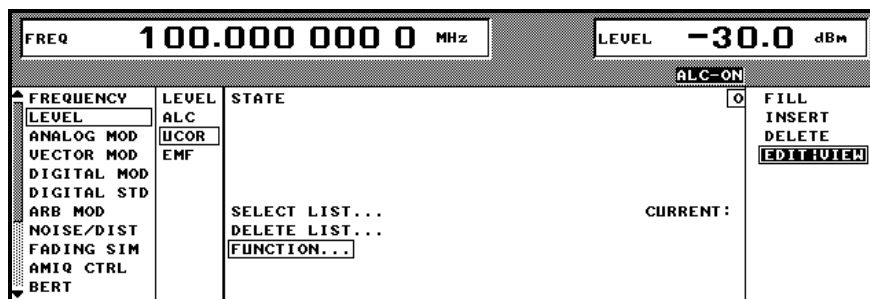 FREQ 100.000 000 0 MHz LEVEL -30.0 dBm
ALC-ON
FREQUENCY LEVEL STATE O FILL
LEVEL ALC INSERT
ANALOG MOD UCOR DELETE
VECTOR MOD EMF EDIT:VIEW
DIGITAL MOD
DIGITAL STD
ARB MOD SELECT LIST... CURRENT:
NOISE/DIST DELETE LIST...
FADING SIM FUNCTION...
AMIQ CTRL
BERT